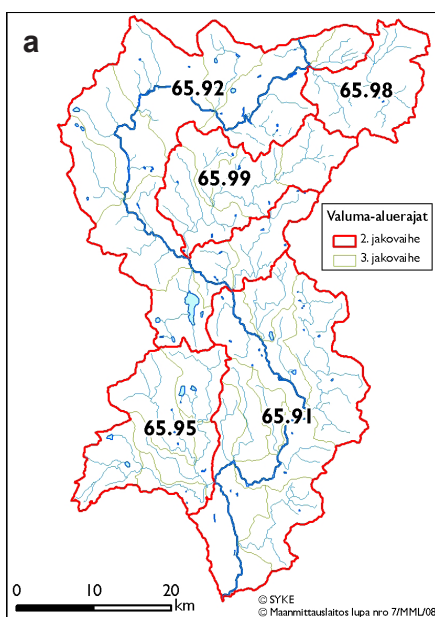 a
65.92
65.98
65.99
Valuma-aluerajat
2. jakovaihe
3. jakovaihe
65.95
65.91
0 10 20
km
© SYKE
© Maanmittauslaitos lupa nro 7/MML/08